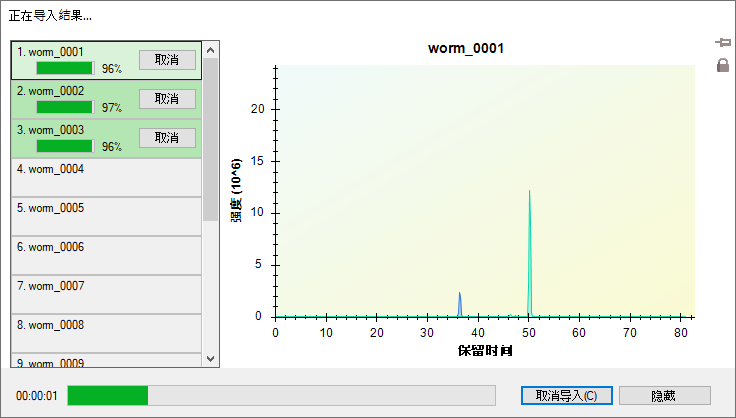 正在导入结果...
1. worm_0001
96%
取消
2. worm_0002
97%
取消
3. worm_0003
96%
取消
4. worm_0004
5. worm_0005
6. worm_0006
7. worm_0007
8. worm_0008
9. worm_0009
worm_0001
强度 (10^6)
20
15
10
5
0
0
10
20
30
40
50
60
70
80
保留时间
00:00:01
取消导入(C)
隐藏